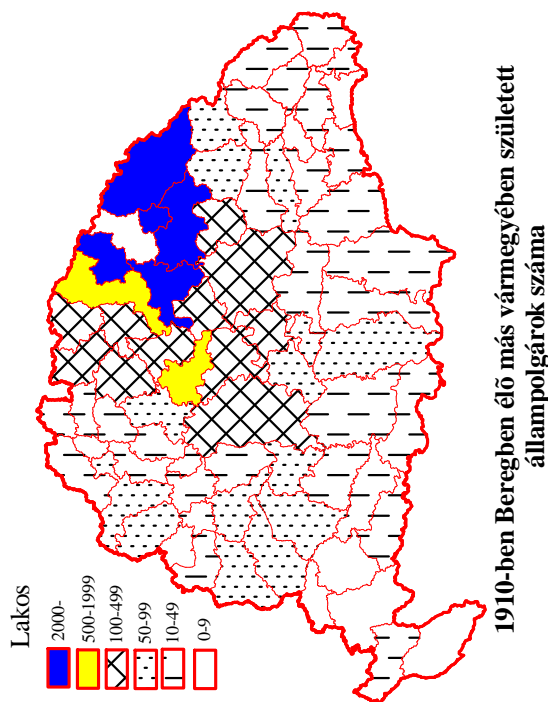 Lakos
2000-
500-1999
100-499
50-99
10-49
0-9
1910-ben Beregben élő más vármegyében született
állampolgárok száma